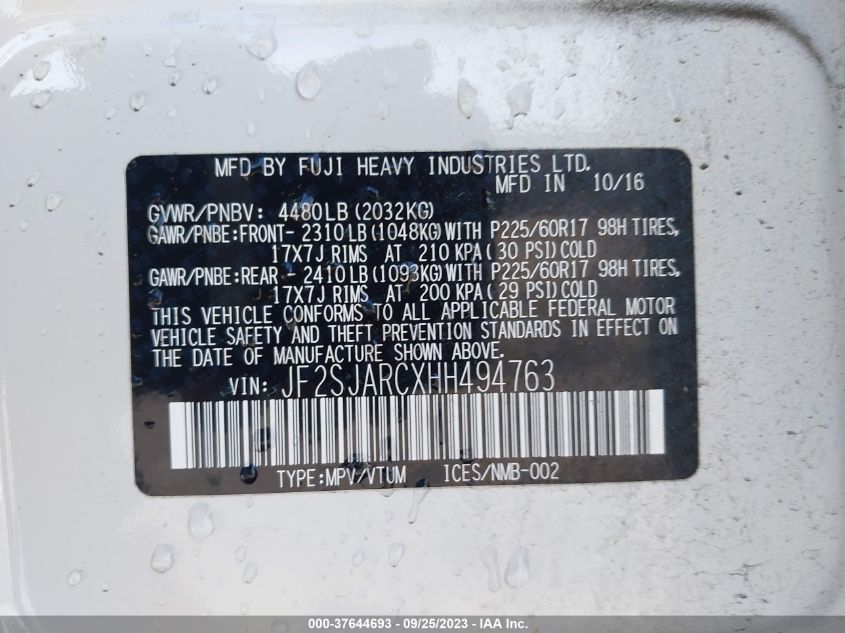 MFD BY FUJI HEAVY INDUSTRIES LTD.
MFD IN 10/16
GVWR/PNBV: 4480LB (2032KG)
GAWR/PNBE:FRONT- 2310LB (1048KG)WITH P225/60R17 98H TIRES,
17X7J RIMS AT 210 KPA( 30 PSI)COLD
GAWR/PNBE:REAR - 2410LB (1093KG)WITH P225/60R17 98H TIRES,
17X7J RIMS AT 200 KPA( 29 PSI)COLD
THIS VEHICLE CONFORMS TO ALL APPLICABLE FEDERAL MOTOR
VEHICLE SAFETY AND THEFT PREVENTION STANDARDS IN EFFECT ON
THE DATE OF MANUFACTURE SHOWN ABOVE.
VIN: JF2SJARCXHH494763
TYPE:MPV/VTUM ICES/NMB-002
000-37644693 - 09/25/2023 - IAA Inc.